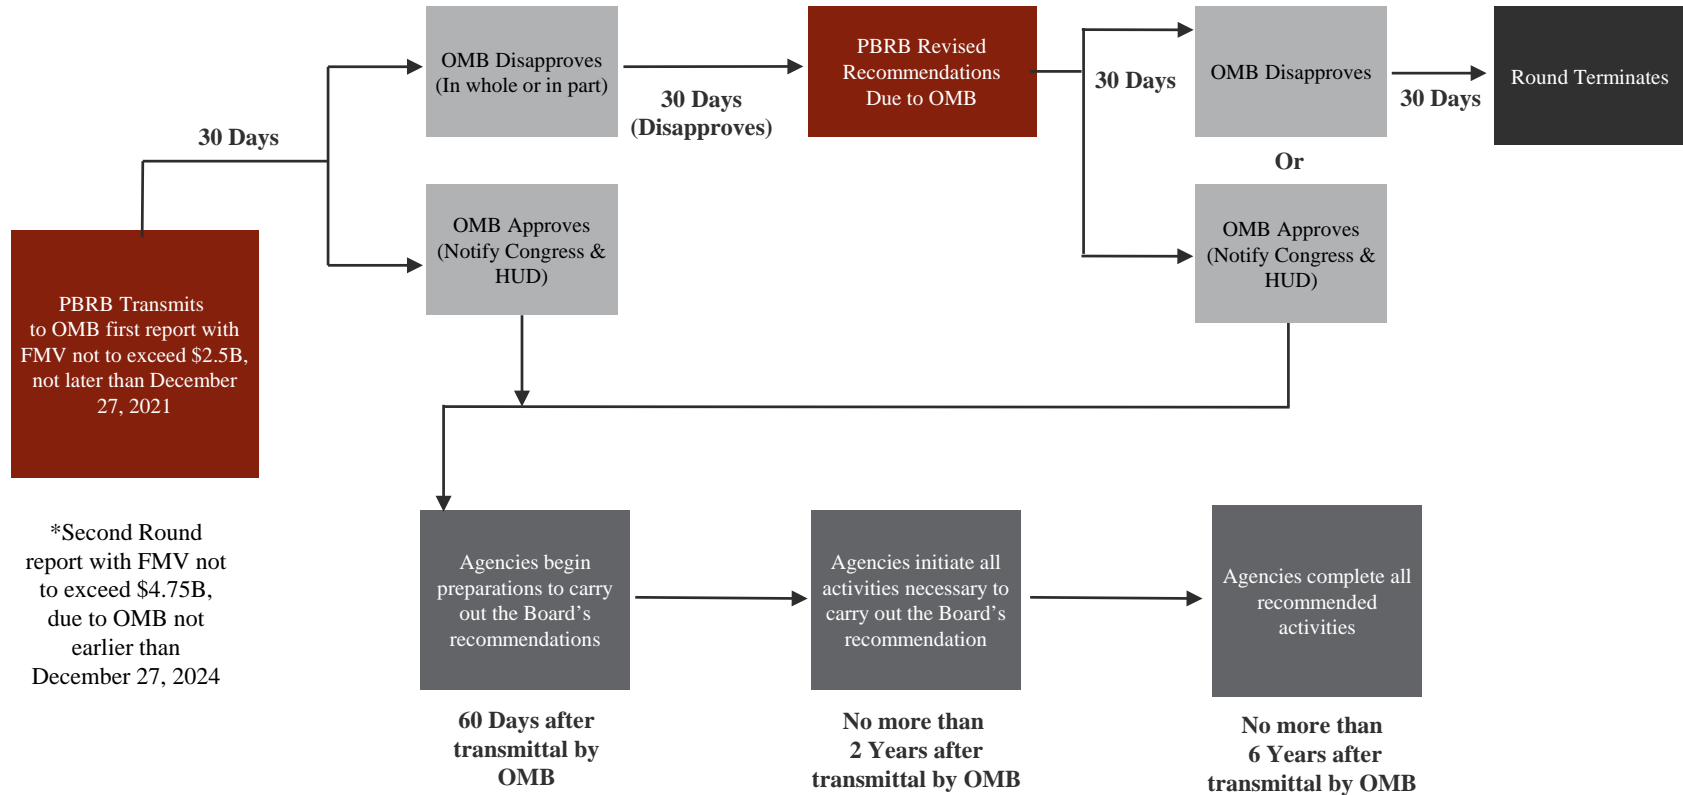 OMB Disapproves
(In whole or in part)
30 Days
(Disapproves)
PBRB Revised
Recommendations
Due to OMB
30 Days
OMB Disapproves
30 Days
Round Terminates
30 Days
Or
OMB Approves
(Notify Congress &
HUD)
OMB Approves
(Notify Congress &
HUD)
PBRB Transmits
to OMB first report with
FMV not to exceed $2.5B,
not later than December
27, 2021
*Second Round
report with FMV not
to exceed $4.75B,
due to OMB not
earlier than
December 27, 2024
Agencies begin
preparations to carry
out the Board’s
recommendations
Agencies initiate all
activities necessary to
carry out the Board’s
recommendation
Agencies complete all
recommended
activities
60 Days after
transmittal by
OMB
No more than
2 Years after
transmittal by OMB
No more than
6 Years after
transmittal by OMB